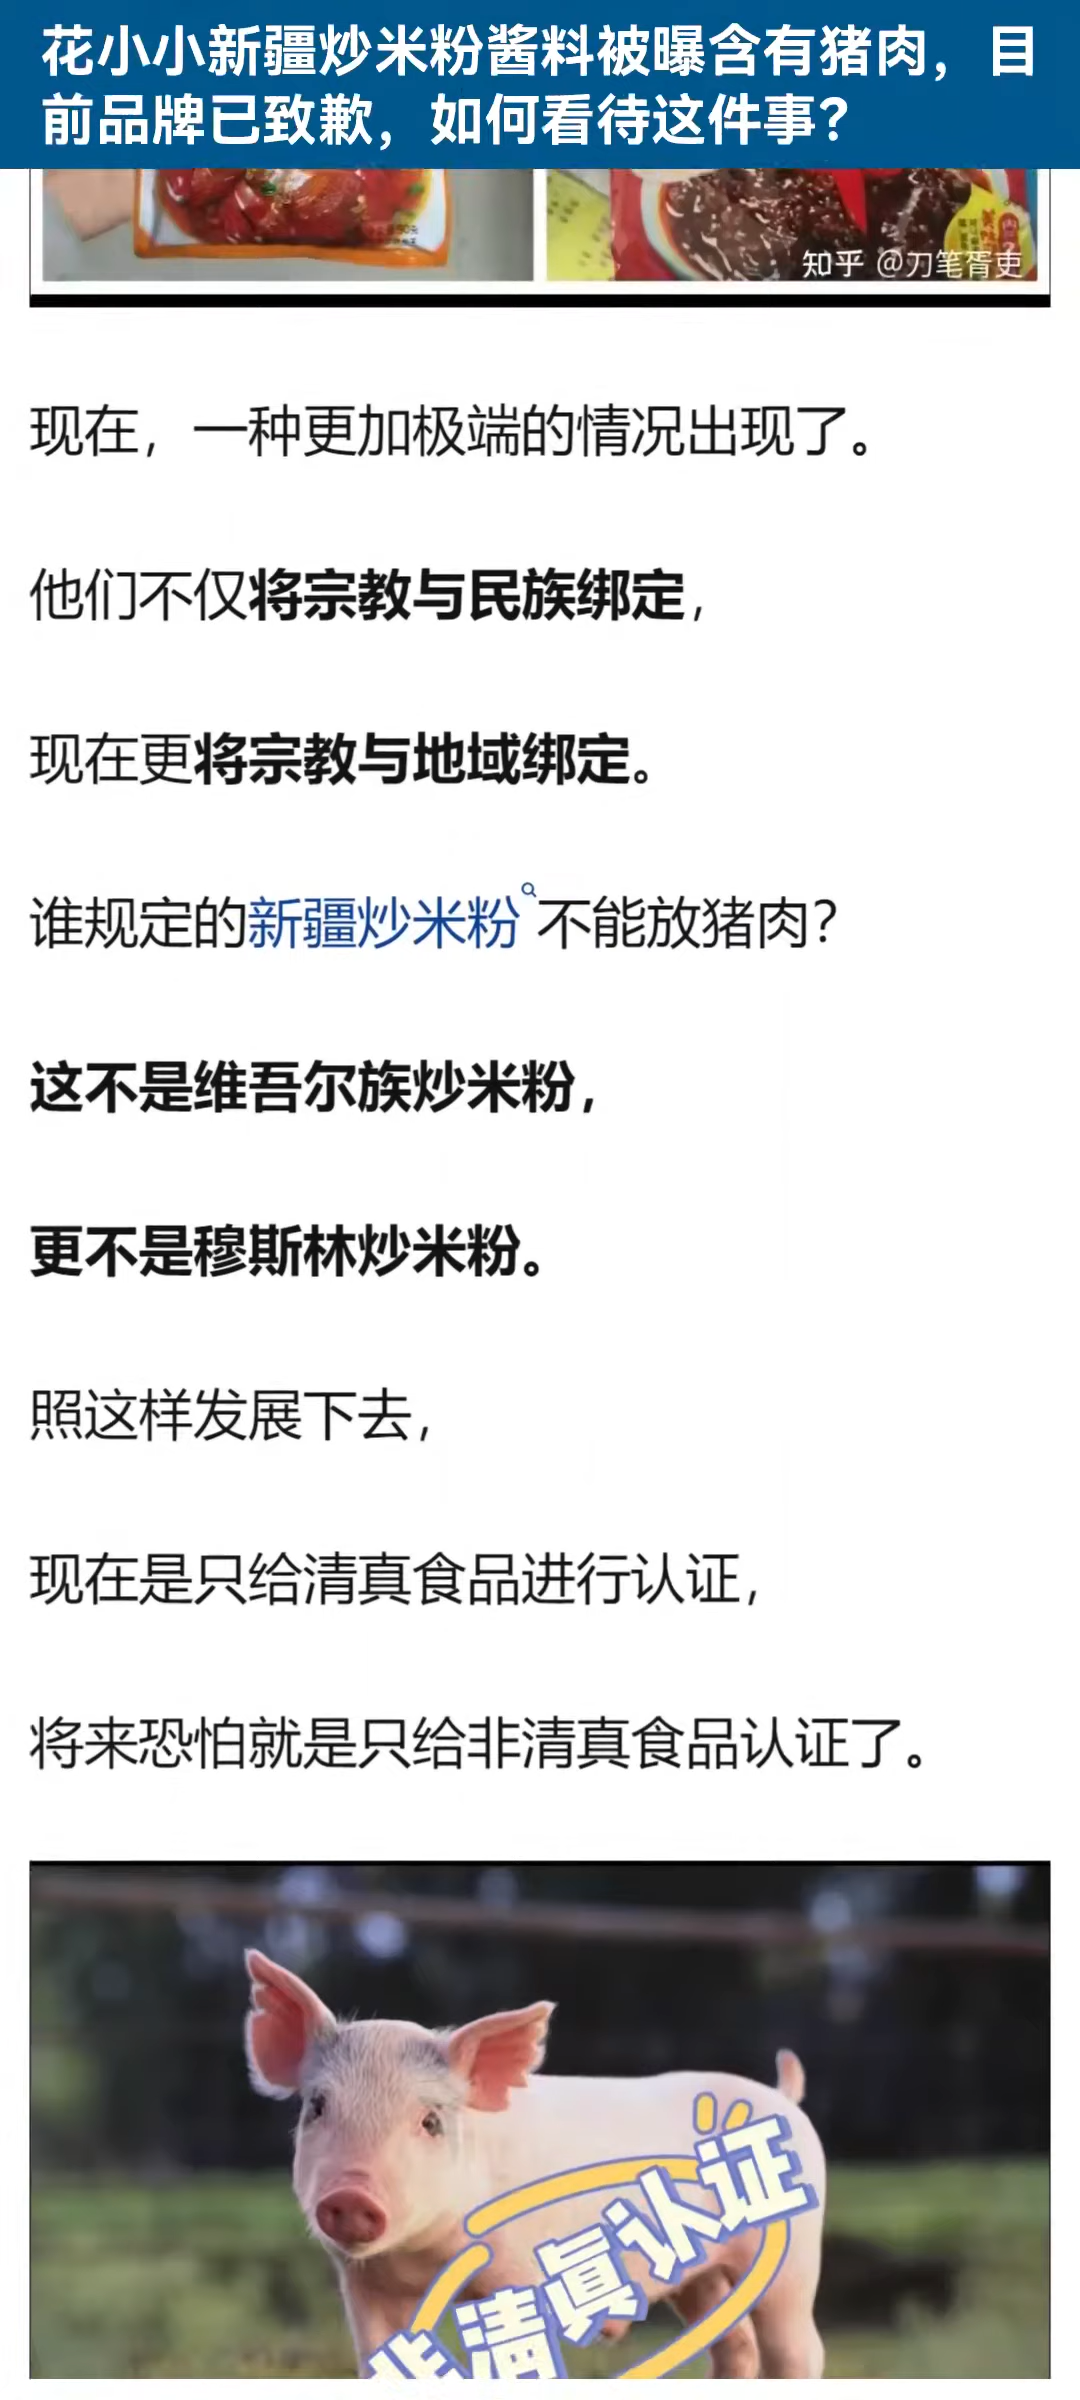 花小小新疆炒米粉酱料被曝含有猪肉，目
前品牌已致歉，如何看待这件事？
知乎 @刀笔胥吏
现在，一种更加极端的情况出现了。
他们不仅将宗教与民族绑定，
现在更将宗教与地域绑定。
谁规定的新疆炒米粉不能放猪肉？
这不是维吾尔族炒米粉，
更不是穆斯林炒米粉。
照这样发展下去，
现在是只给清真食品进行认证，
将来恐怕就是只给非清真食品认证了。
非清真认证